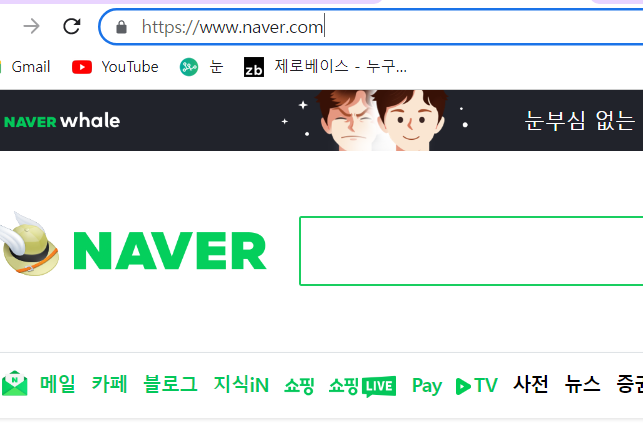 https://www.naver.com
Gmail YouTube 눈 zb 제로베이스 - 누구...
NAVER whale 눈부심 없는
NAVER
N 메일 카페 블로그 지식iN 쇼핑 쇼핑LIVE Pay TV 사전 뉴스 증권